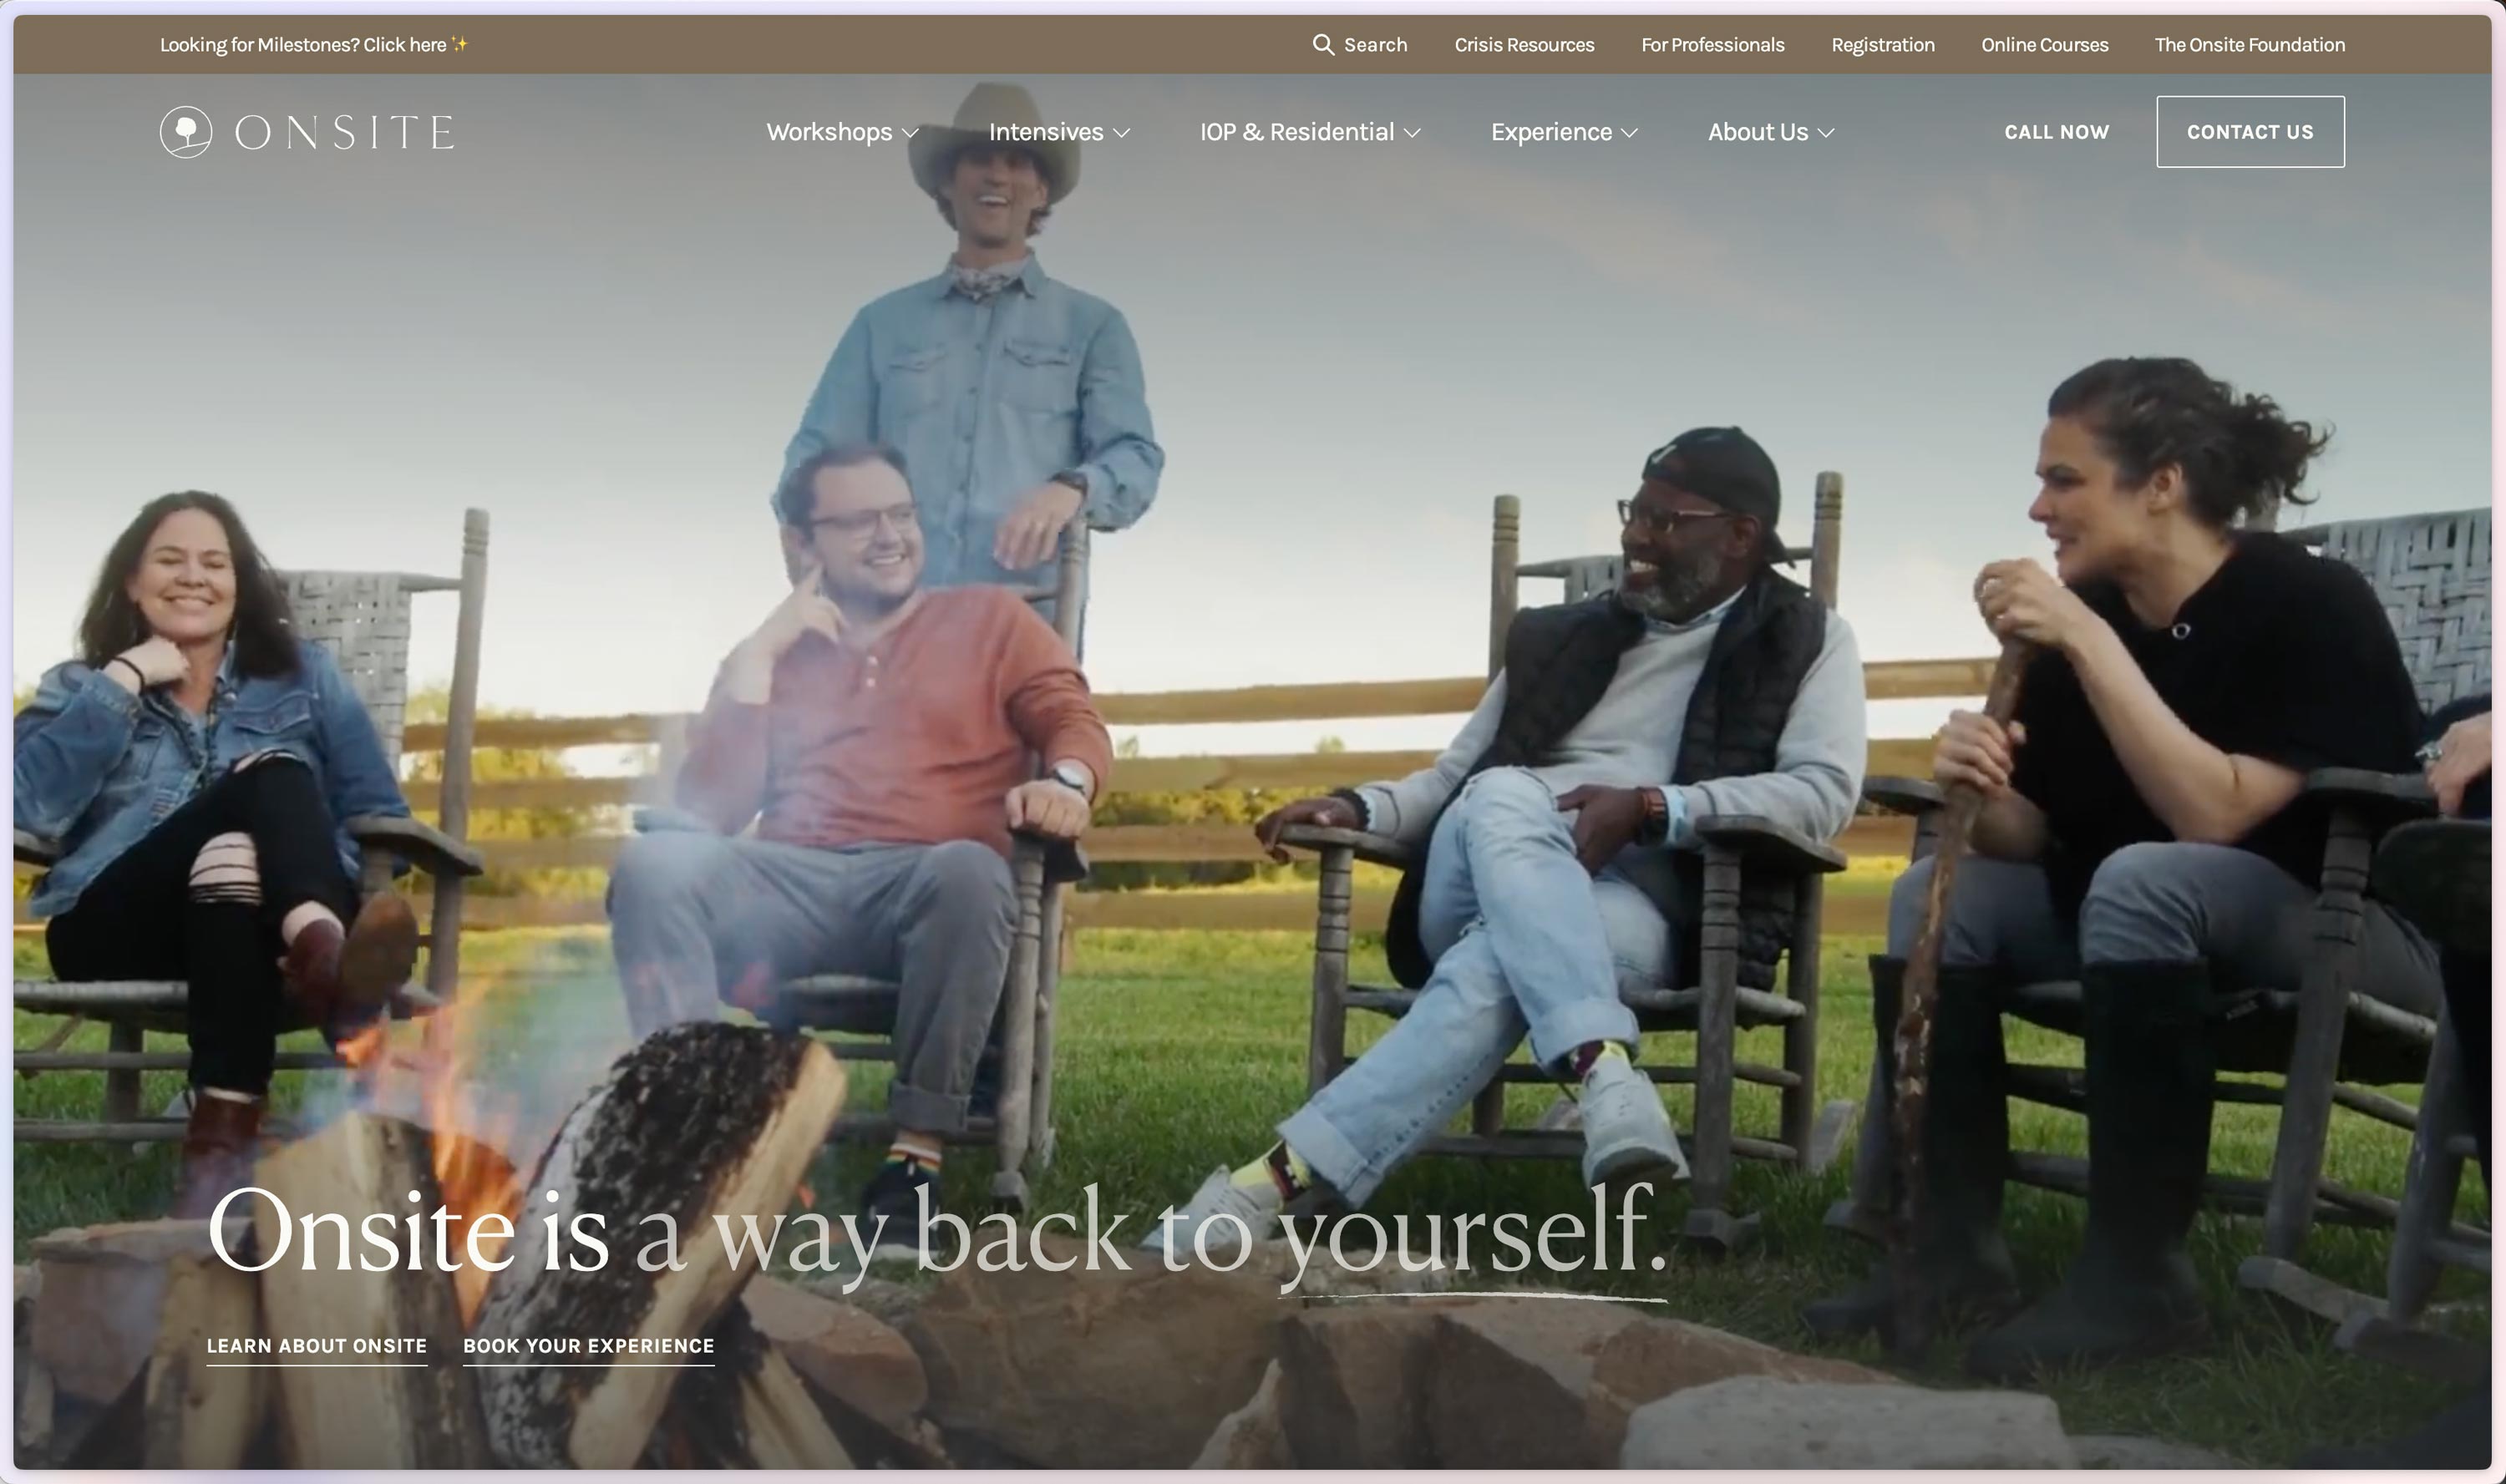 Looking for Milestones? Click here ✨
Search Crisis Resources For Professionals Registration Online Courses The Onsite Foundation
ONSITE
Workshops Intensives IOP & Residential Experience About Us CALL NOW CONTACT US
Onsite is a way back to yourself.
LEARN ABOUT ONSITE BOOK YOUR EXPERIENCE